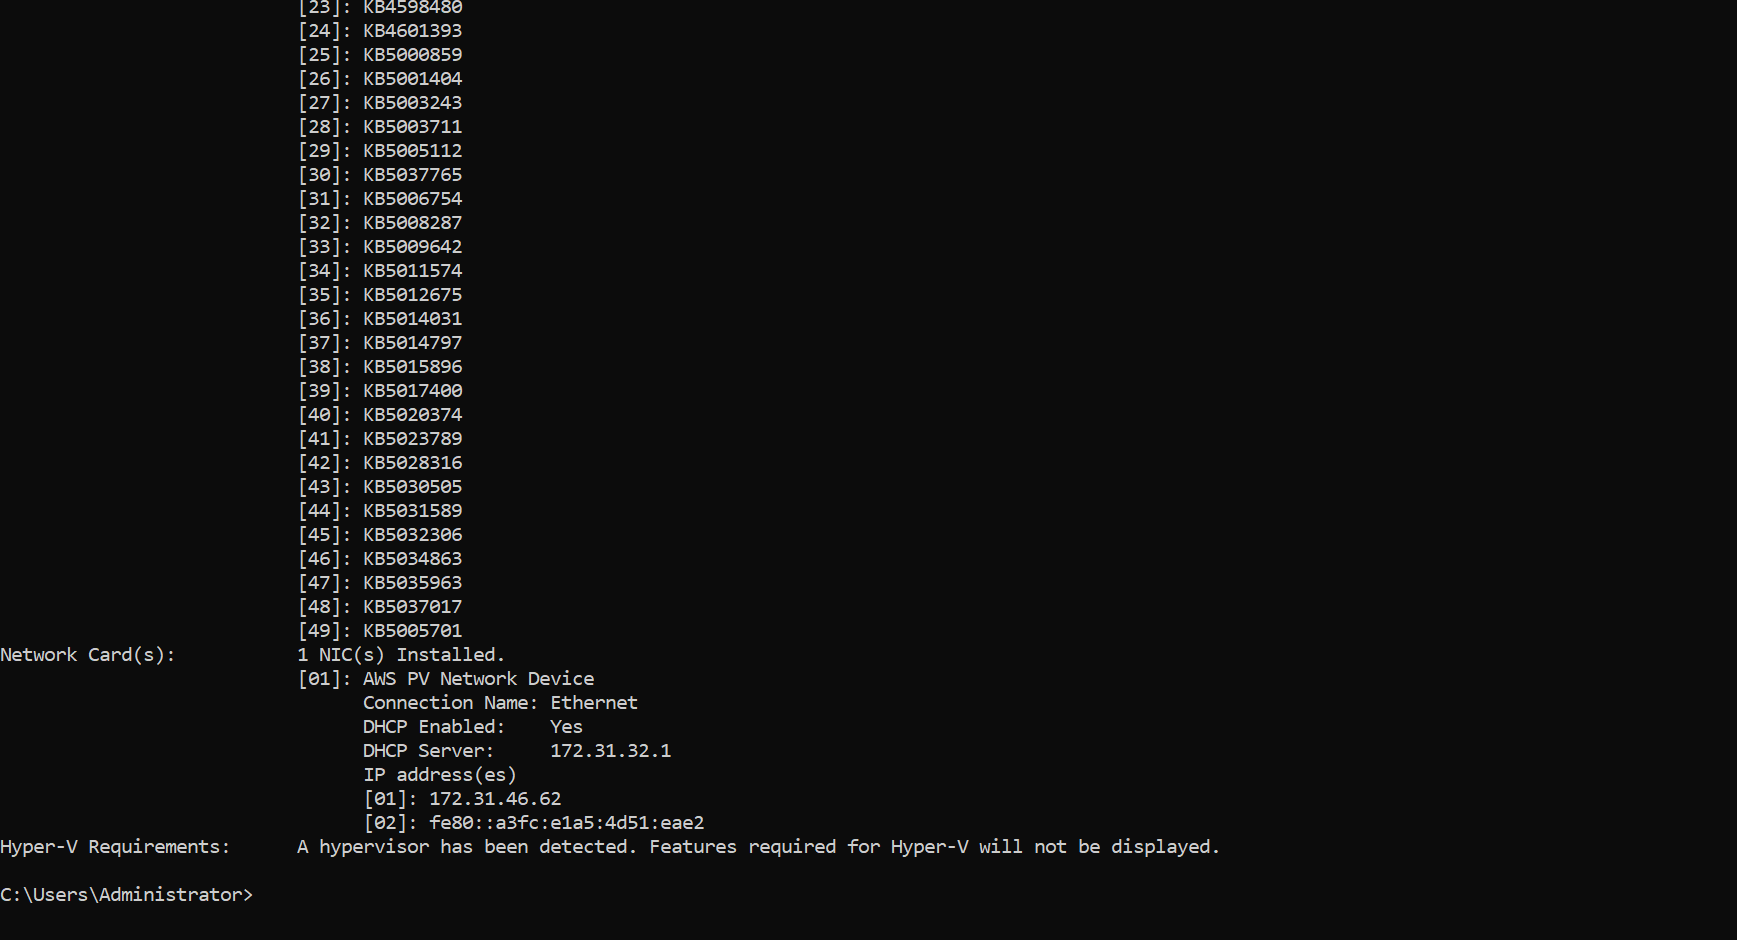 [23]: KB4598480
[24]: KB4601393
[25]: KB5000859
[26]: KB5001404
[27]: KB5003243
[28]: KB5003711
[29]: KB5005112
[30]: KB5037765
[31]: KB5006754
[32]: KB5008287
[33]: KB5009642
[34]: KB5011574
[35]: KB5012675
[36]: KB5014031
[37]: KB5014797
[38]: KB5015896
[39]: KB5017400
[40]: KB5020374
[41]: KB5023789
[42]: KB5028316
[43]: KB5030505
[44]: KB5031589
[45]: KB5032306
[46]: KB5034863
[47]: KB5035963
[48]: KB5037017
[49]: KB5005701
Network Card(s):           1 NIC(s) Installed.
[01]: AWS PV Network Device
Connection Name: Ethernet
DHCP Enabled:    Yes
DHCP Server:     172.31.32.1
IP address(es)
[01]: 172.31.46.62
[02]: fe80::a3fc:e1a5:4d51:eae2
Hyper-V Requirements:      A hypervisor has been detected. Features required for Hyper-V will not be displayed.
C:\Users\Administrator>